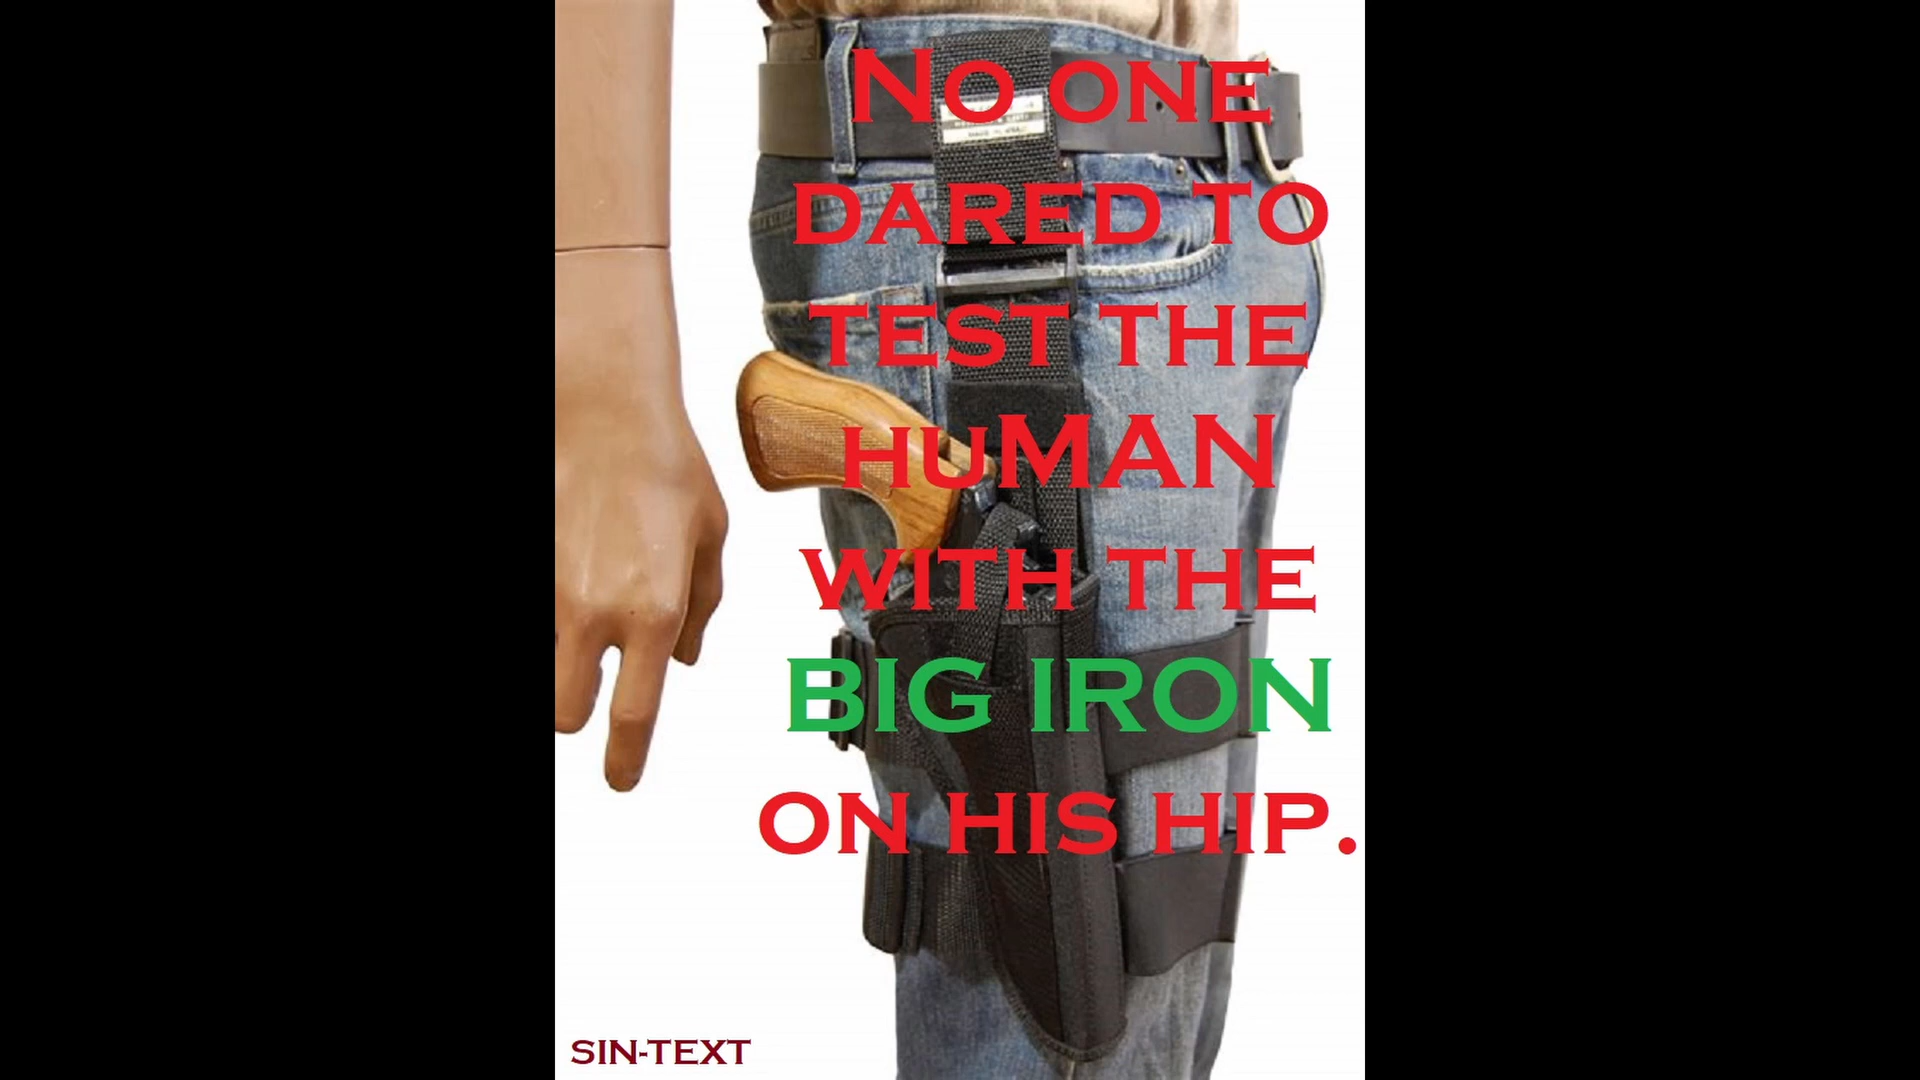 No one
dared to
test the
huMAN
with the
BIG IRON
on his hip.
SIN-TEXT